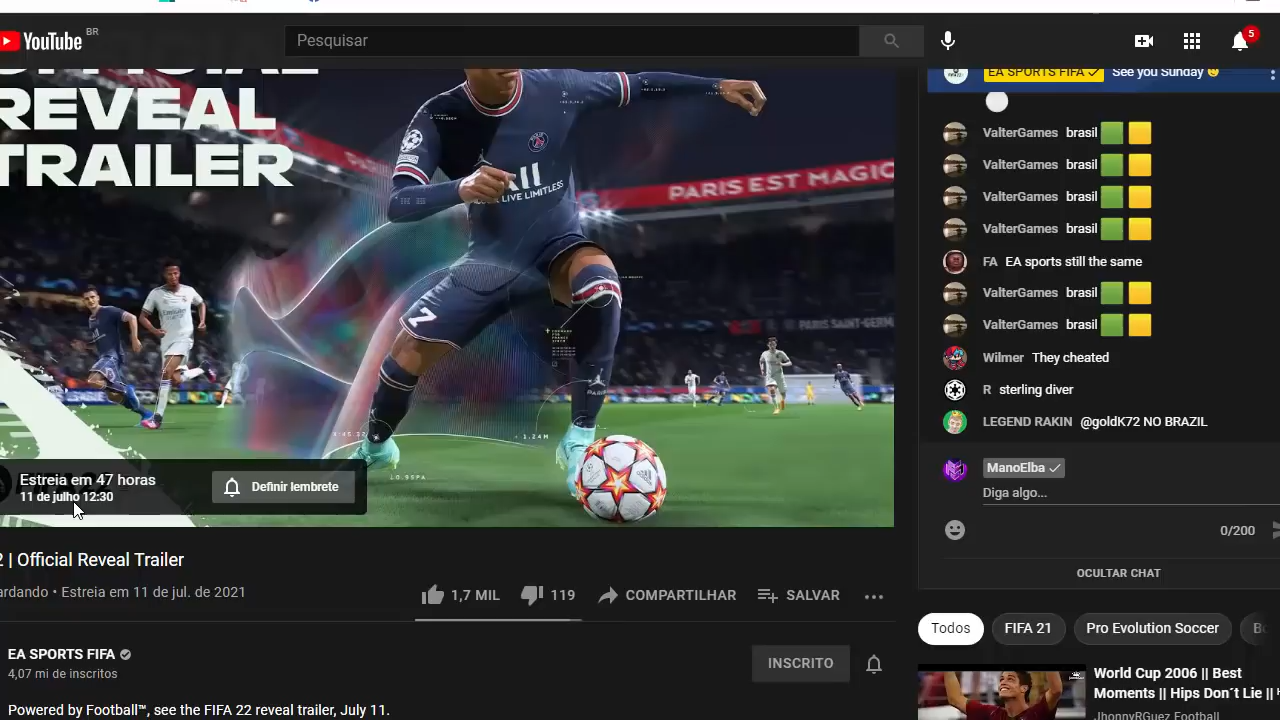 YouTube BR
Pesquisar
5
OFFICIAL
REVEAL
TRAILER
ALL
LIVE LIMITLESS
PARIS EST MAGIC
PARIS SAINT-GERM
Z
1.24M
Estreia em 47 horas
11 de julho 12:30
Definir lembrete
2 | Official Reveal Trailer
ardando • Estreia em 11 de jul. de 2021
1,7 MIL
119
COMPARTILHAR
SALVAR
EA SPORTS FIFA
4,07 mi de inscritos
INSCRITO
Powered by Football™, see the FIFA 22 reveal trailer, July 11.
EA SPORTS FIFA See you Sunday
ValterGames brasil
ValterGames brasil
ValterGames brasil
ValterGames brasil
FA EA sports still the same
ValterGames brasil
ValterGames brasil
Wilmer They cheated
R sterling diver
LEGEND RAKIN @goldK72 NO BRAZIL
ManoElba
Diga algo...
0/200
OCULTAR CHAT
Todos
FIFA 21
Pro Evolution Soccer
World Cup 2006 || Best
Moments || Hips Don´t Lie ||
JhonnyRGuez Football